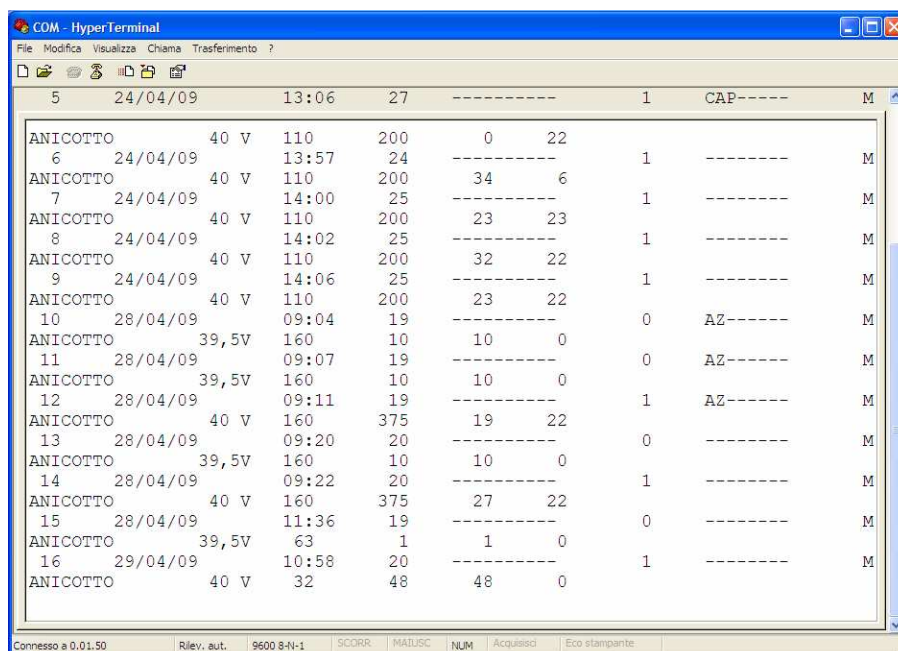 COM - HyperTerminal
File Modifica Visualizza Chiama Trasferimento ?
5 24/04/09 13:06 27 ---------- 1 CAP----- M
ANICOTTO 40 V 110 200 0 22
6 24/04/09 13:57 24 ---------- 1 -------- M
ANICOTTO 40 V 110 200 34 6
7 24/04/09 14:00 25 ---------- 1 -------- M
ANICOTTO 40 V 110 200 23 23
8 24/04/09 14:02 25 ---------- 1 -------- M
ANICOTTO 40 V 110 200 32 22
9 24/04/09 14:06 25 ---------- 1 -------- M
ANICOTTO 40 V 110 200 23 22
10 28/04/09 09:04 19 ---------- 0 AZ------ M
ANICOTTO 39,5V 160 10 10 0
11 28/04/09 09:07 19 ---------- 0 AZ------ M
ANICOTTO 39,5V 160 10 10 0
12 28/04/09 09:11 19 ---------- 1 AZ------ M
ANICOTTO 40 V 160 375 19 22
13 28/04/09 09:20 20 ---------- 0 -------- M
ANICOTTO 39,5V 160 10 10 0
14 28/04/09 09:22 20 ---------- 1 -------- M
ANICOTTO 40 V 160 375 27 22
15 28/04/09 11:36 19 ---------- 0 -------- M
ANICOTTO 39,5V 63 1 1 0
16 29/04/09 10:58 20 ---------- 1 -------- M
ANICOTTO 40 V 32 48 48 0
Connesso a 0.01.50 Rilev. aut. 9600 8-N-1 SCORR MAIUSC NUM Acquisisci Eco stampante